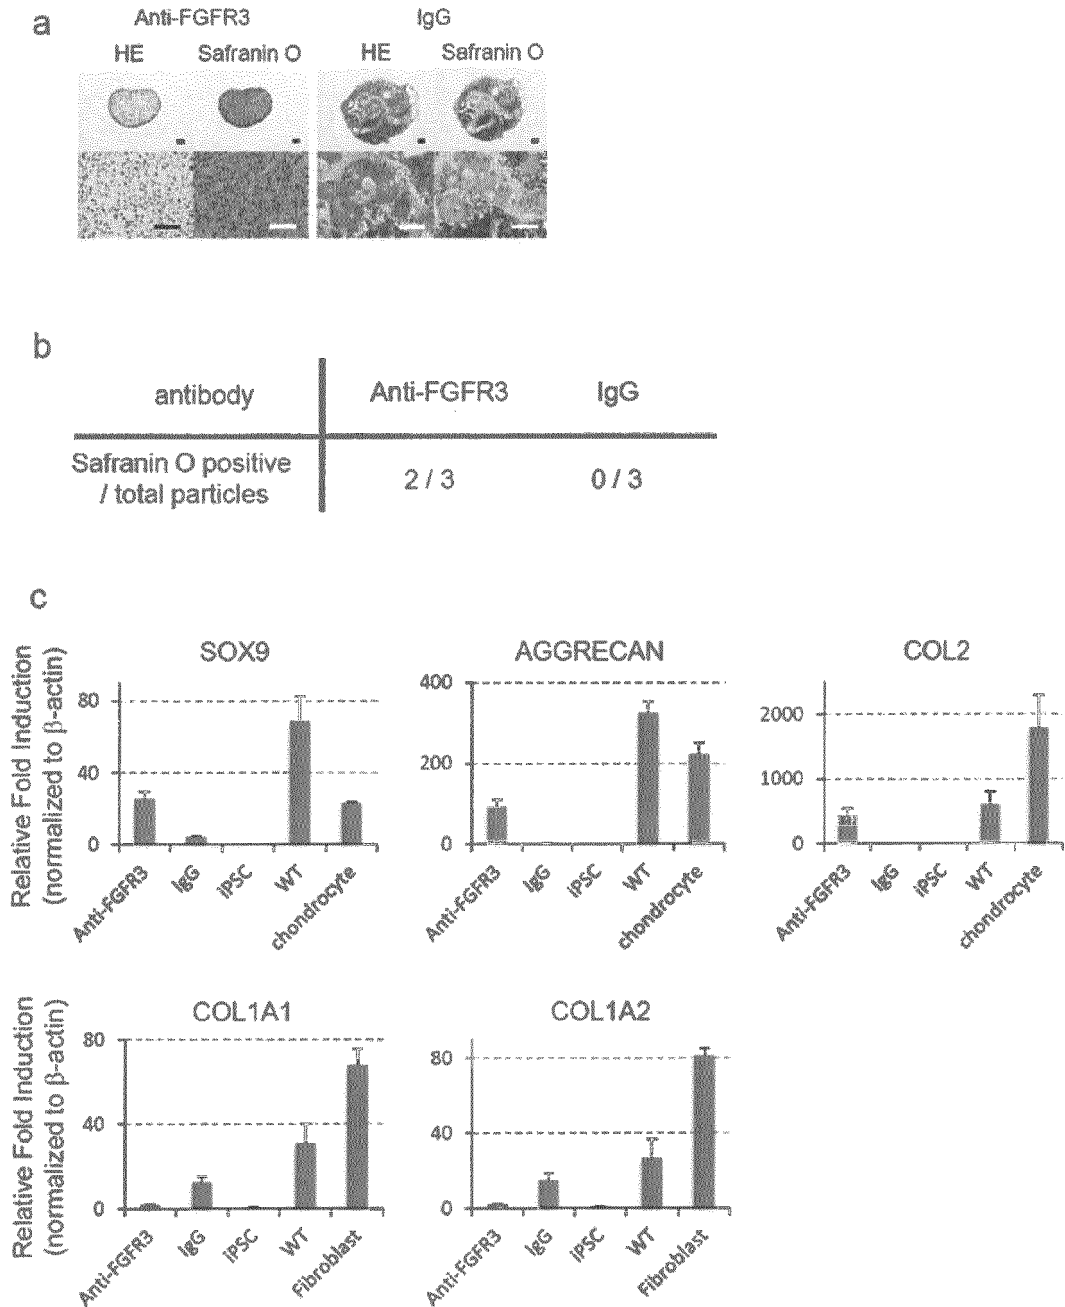 a
Anti-FGFR3 IgG
HE Safranin O HE Safranin O
b
antibody Anti-FGFR3 IgG
Safranin O positive
/ total particles
2 / 3 0 / 3
c
Relative Fold Induction
(normalized to β-actin)
SOX9
80
40
0
Anti-FGFR3 IgG iPSC WT chondrocyte
AGGRECAN
400
200
0
Anti-FGFR3 IgG iPSC WT chondrocyte
COL2
2000
1000
0
Anti-FGFR3 IgG iPSC WT chondrocyte
Relative Fold Induction
(normalized to β-actin)
COL1A1
80
40
0
Anti-FGFR3 IgG iPSC WT Fibroblast
COL1A2
80
40
0
Anti-FGFR3 IgG iPSC WT Fibroblast